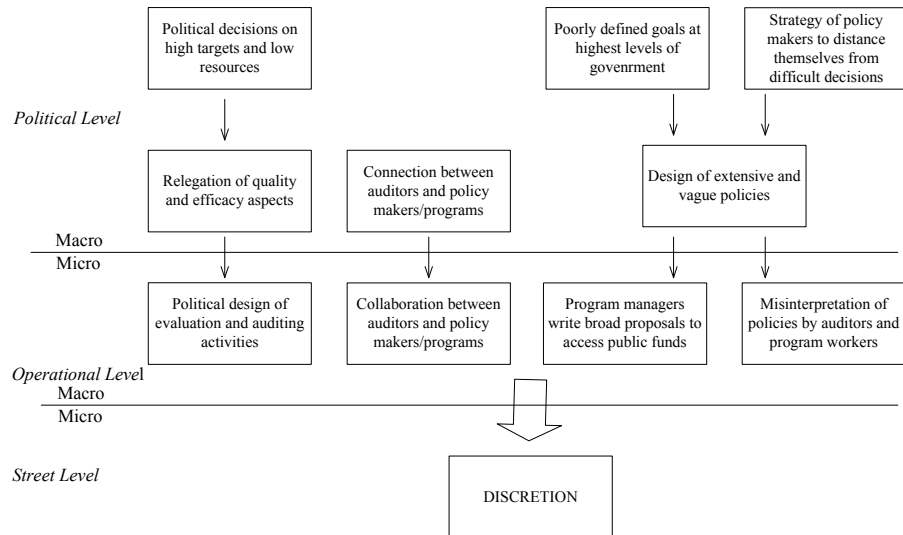 Political decisions on
high targets and low
resources
Poorly defined goals at
highest levels of
govenrment
Strategy of policy
makers to distance
themselves from
difficult decisions
Political Level
Relegation of quality
and efficacy aspects
Connection between
auditors and policy
makers/programs
Design of extensive and
vague policies
Macro
Micro
Political design of
evaluation and auditing
activities
Collaboration between
auditors and policy
makers/programs
Program managers
write broad proposals to
access public funds
Misinterpretation of
policies by auditors and
program workers
Operational Level
Macro
Micro
Street Level
DISCRETION